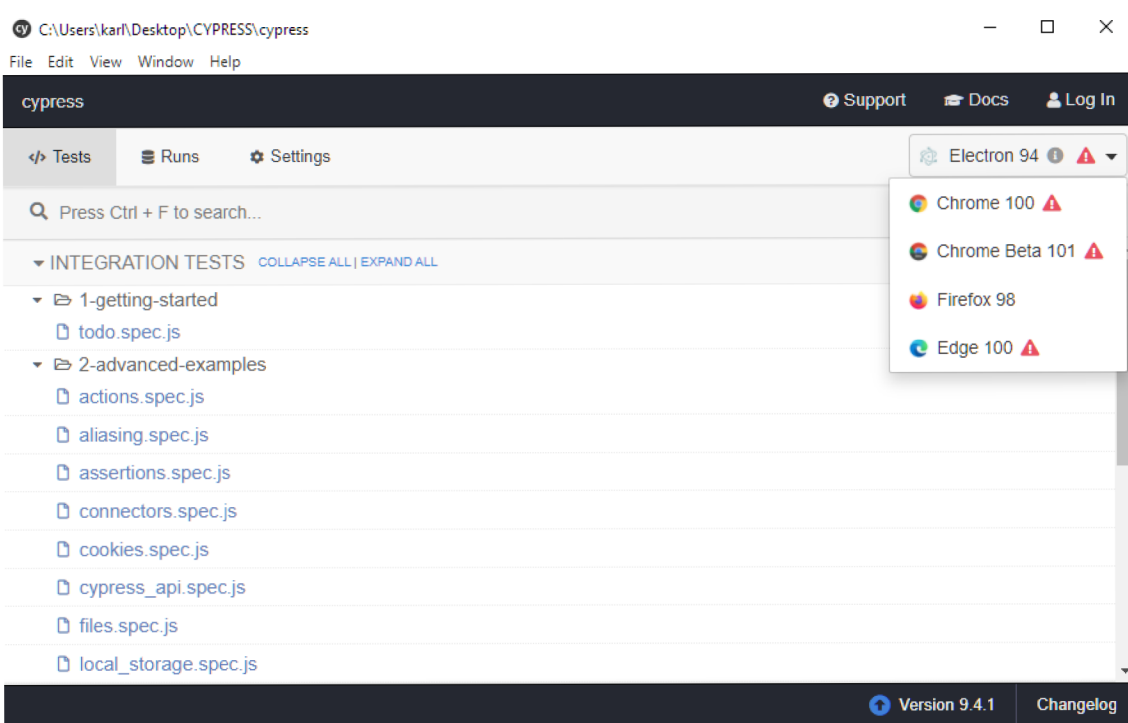 cy C:\Users\karl\Desktop\CYPRESS\cypress
File Edit View Window Help
cypress Support Docs Log In
</> Tests Runs Settings Electron 94
Press Ctrl + F to search...
Chrome 100
Chrome Beta 101
Firefox 98
Edge 100
INTEGRATION TESTS COLLAPSE ALL | EXPAND ALL
1-getting-started
todo.spec.js
2-advanced-examples
actions.spec.js
aliasing.spec.js
assertions.spec.js
connectors.spec.js
cookies.spec.js
cypress_api.spec.js
files.spec.js
local_storage.spec.js
Version 9.4.1 Changelog